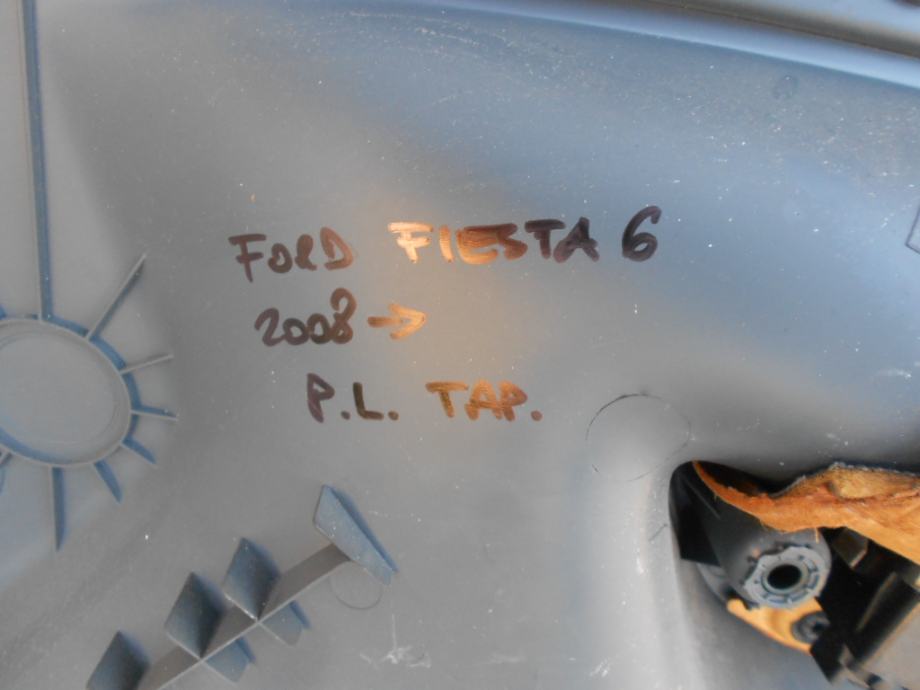 FORD FIESTA 6
2008 →
P.L. TAP.